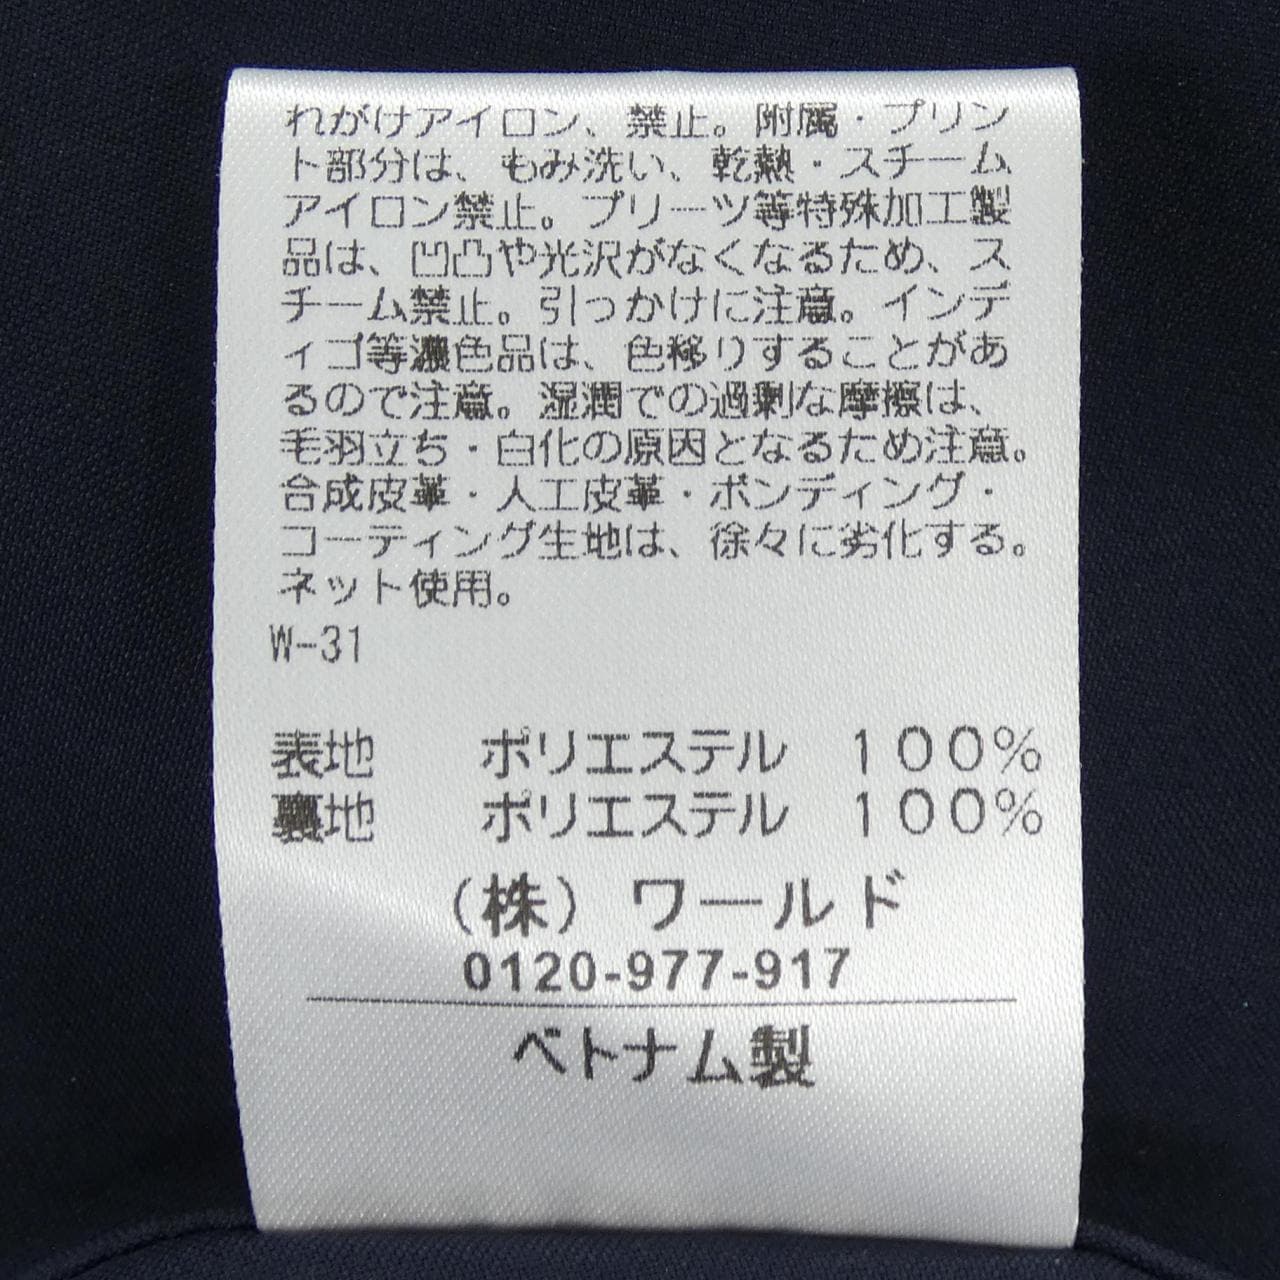 れがけアイロン、禁止。附属・プリン
ト部分は、もみ洗い、乾熱・スチーム
アイロン禁止。プリーツ等特殊加工製
品は、凹凸や光沢がなくなるため、ス
チーム禁止。引っかけに注意。インデ
ィゴ等濃色品は、色移りすることがあ
るので注意。湿潤での過剰な摩擦は、
毛羽立ち・白化の原因となるため注意。
合成皮革・人工皮革・ボンディング・
コーティング生地は、徐々に劣化する。
ネット使用。
W-31
表地 ポリエステル 100%
裏地 ポリエステル 100%
(株) ワールド
0120-977-917
ベトナム製